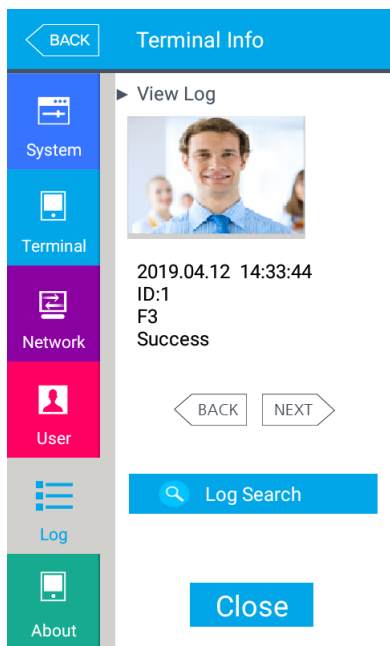 BACK
Terminal Info
System
Terminal
Network
User
Log
About
View Log
2019.04.12 14:33:44
ID:1
F3
Success
BACK
NEXT
Log Search
Close